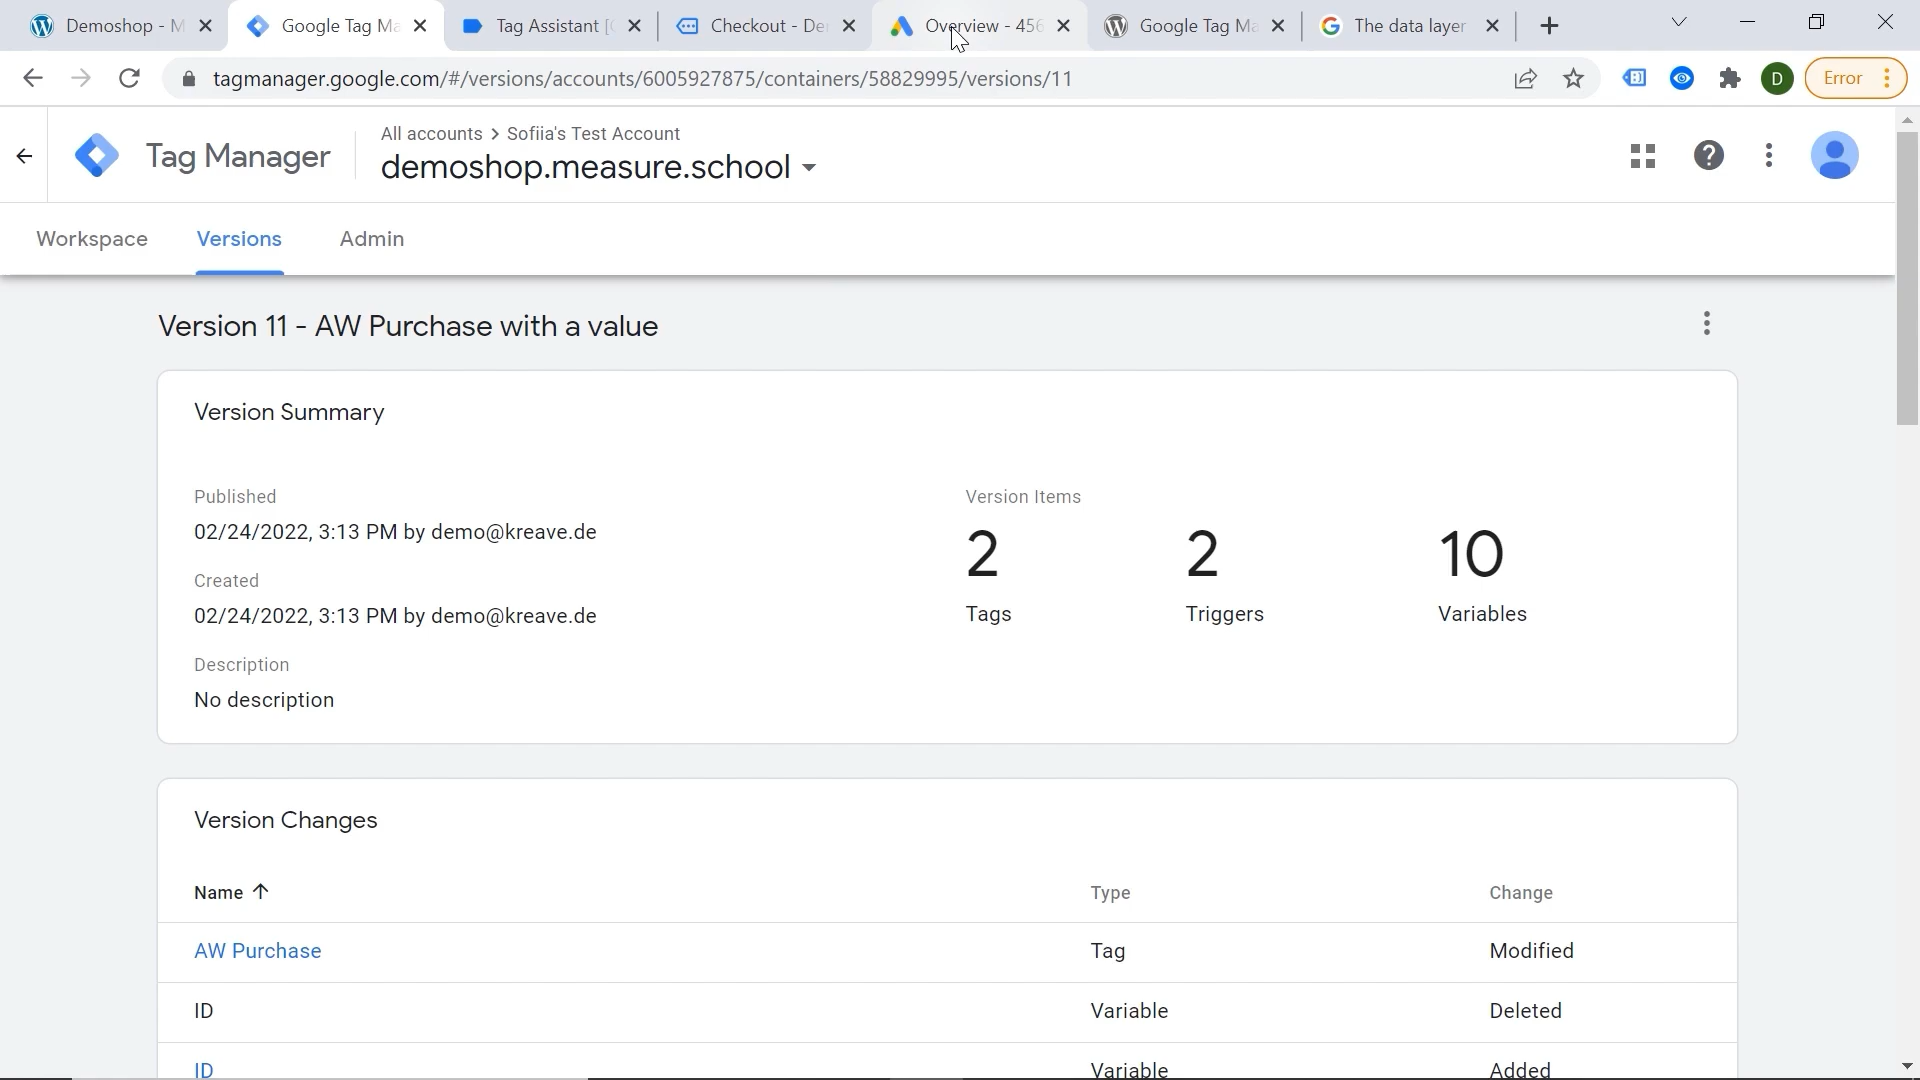 Demoshop - M
Google Tag Ma
Tag Assistant [
Checkout - De
Overview - 456
Google Tag Ma
The data layer
tagmanager.google.com/#/versions/accounts/6005927875/containers/58829995/versions/11
D
Error
Tag Manager
All accounts > Sofiia's Test Account
demoshop.measure.school
Workspace
Versions
Admin
Version 11 - AW Purchase with a value
Version Summary
Published
02/24/2022, 3:13 PM by demo@kreave.de
Created
02/24/2022, 3:13 PM by demo@kreave.de
Description
No description
Version Items
2
2
10
Tags
Triggers
Variables
Version Changes
Name
Type
Change
AW Purchase
Tag
Modified
ID
Variable
Deleted
ID
Variable
Added